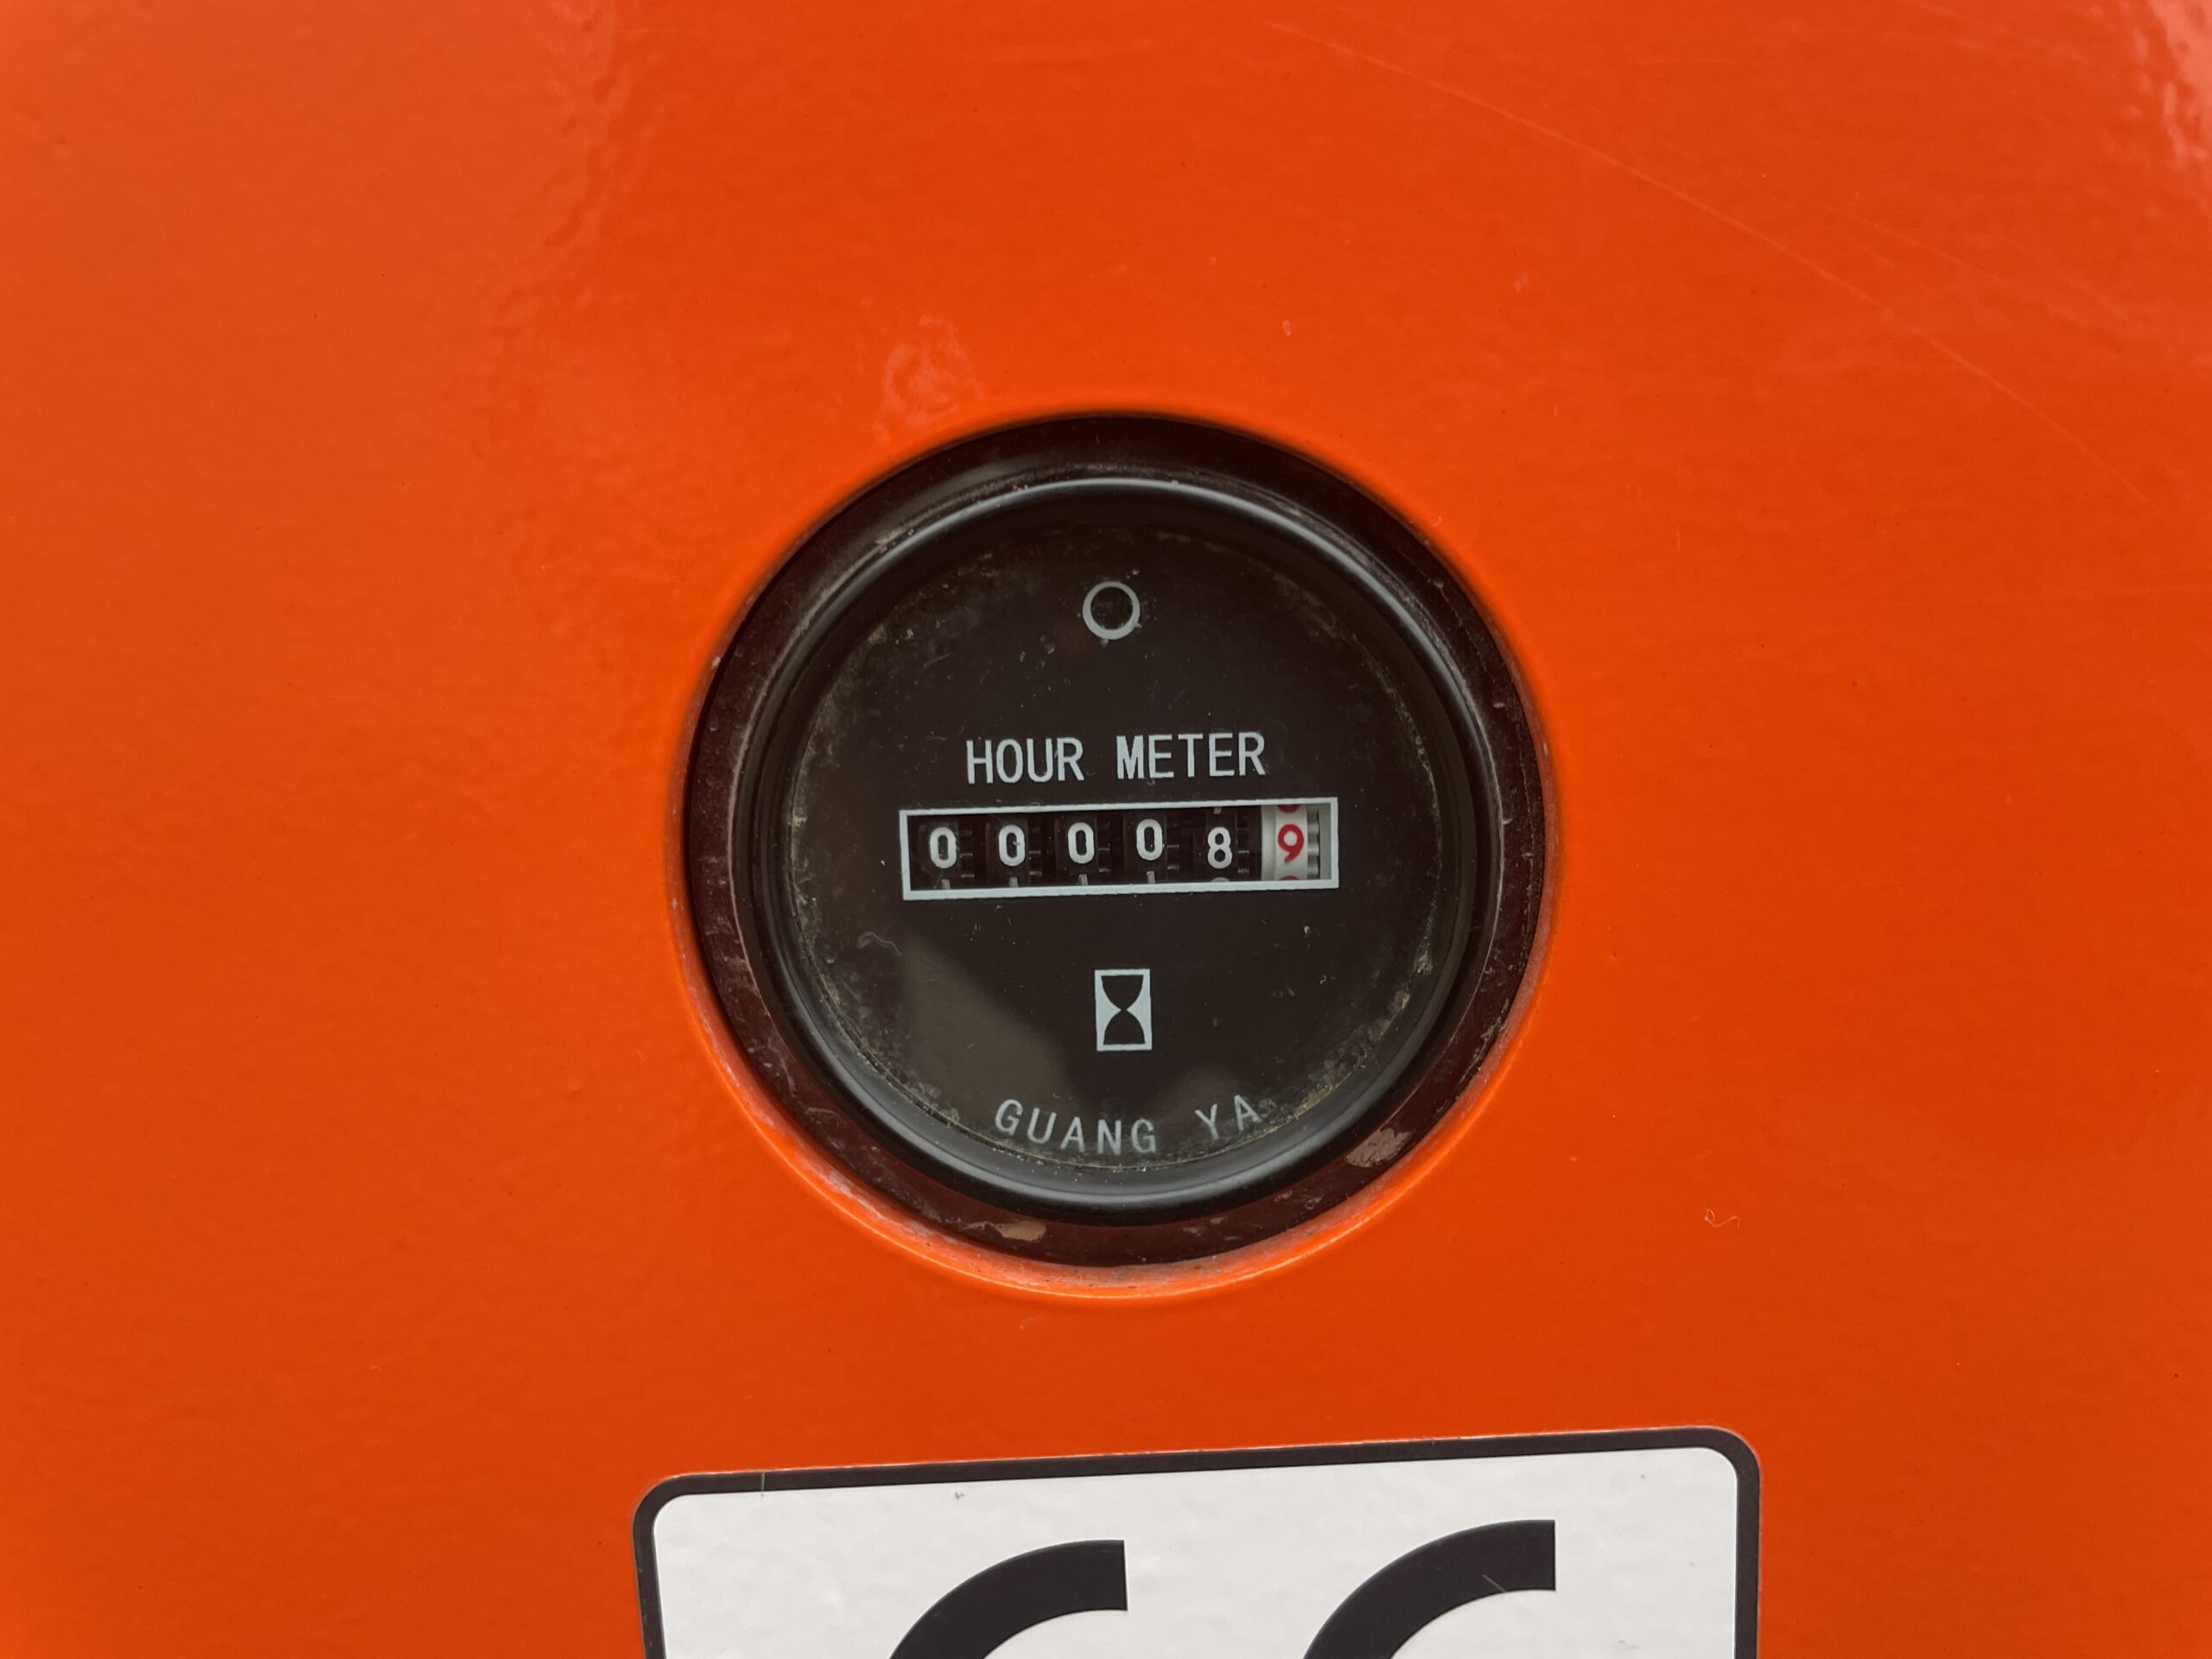 HOUR METER
000089
GUANG YA